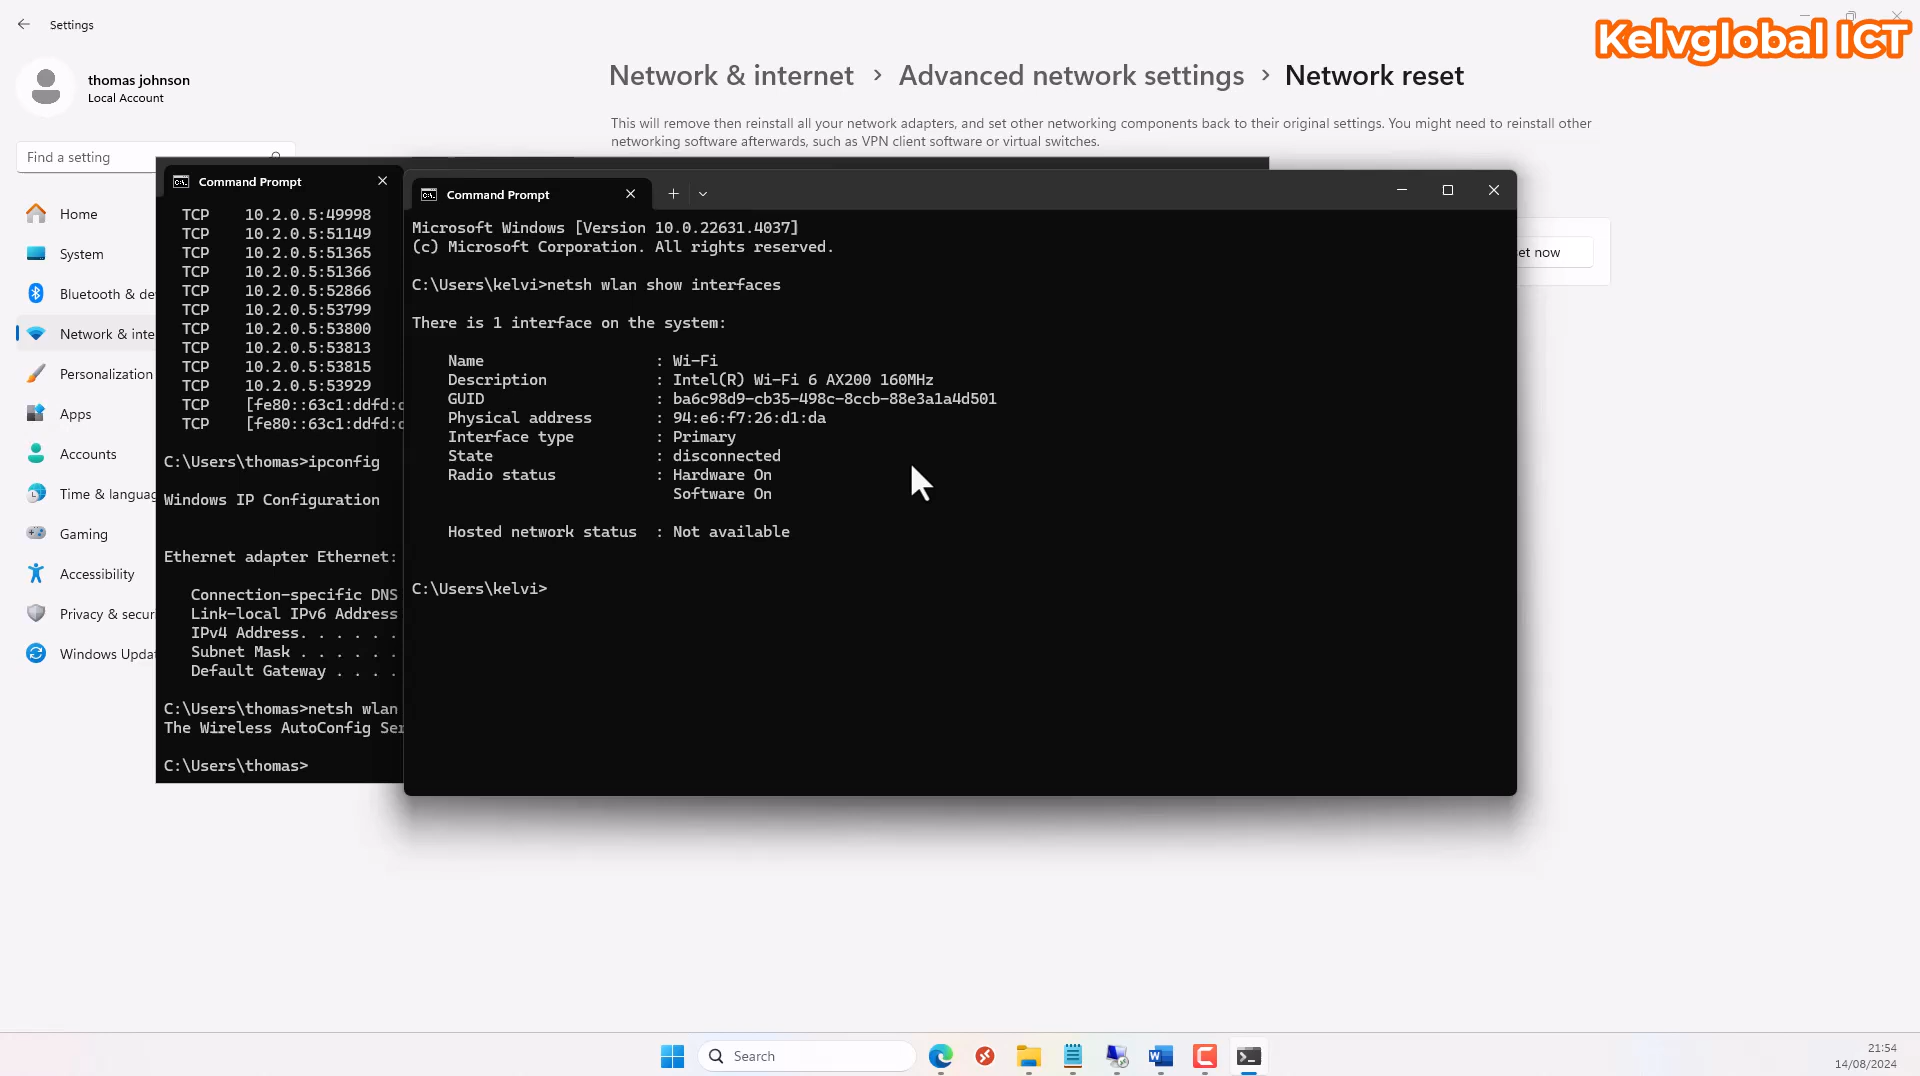 Settings
Kelvglobal ICT
thomas johnson
Local Account
Find a setting
Home
System
Bluetooth & de
Network & inte
Personalization
Apps
Accounts
Time & languag
Gaming
Accessibility
Privacy & secur
Windows Updat
Network & internet > Advanced network settings > Network reset
This will remove then reinstall all your network adapters, and set other networking components back to their original settings. You might need to reinstall other
networking software afterwards, such as VPN client software or virtual switches.
et now
Command Prompt
TCP 10.2.0.5:49998
TCP 10.2.0.5:51149
TCP 10.2.0.5:51365
TCP 10.2.0.5:51366
TCP 10.2.0.5:52866
TCP 10.2.0.5:53799
TCP 10.2.0.5:53800
TCP 10.2.0.5:53813
TCP 10.2.0.5:53815
TCP 10.2.0.5:53929
TCP [fe80::63c1:ddfd:c
TCP [fe80::63c1:ddfd:c
C:\Users\thomas>ipconfig
Windows IP Configuration
Ethernet adapter Ethernet:
Connection-specific DNS
Link-local IPv6 Address
IPv4 Address. . . . . .
Subnet Mask . . . . . .
Default Gateway . . . .
C:\Users\thomas>netsh wlan
The Wireless AutoConfig Ser
C:\Users\thomas>
Command Prompt
Microsoft Windows [Version 10.0.22631.4037]
(c) Microsoft Corporation. All rights reserved.
C:\Users\kelvi>netsh wlan show interfaces
There is 1 interface on the system:
Name : Wi-Fi
Description : Intel(R) Wi-Fi 6 AX200 160MHz
GUID : ba6c98d9-cb35-498c-8ccb-88e3a1a4d501
Physical address : 94:e6:f7:26:d1:da
Interface type : Primary
State : disconnected
Radio status : Hardware On
Software On
Hosted network status : Not available
C:\Users\kelvi>
Search
21:54
14/08/2024